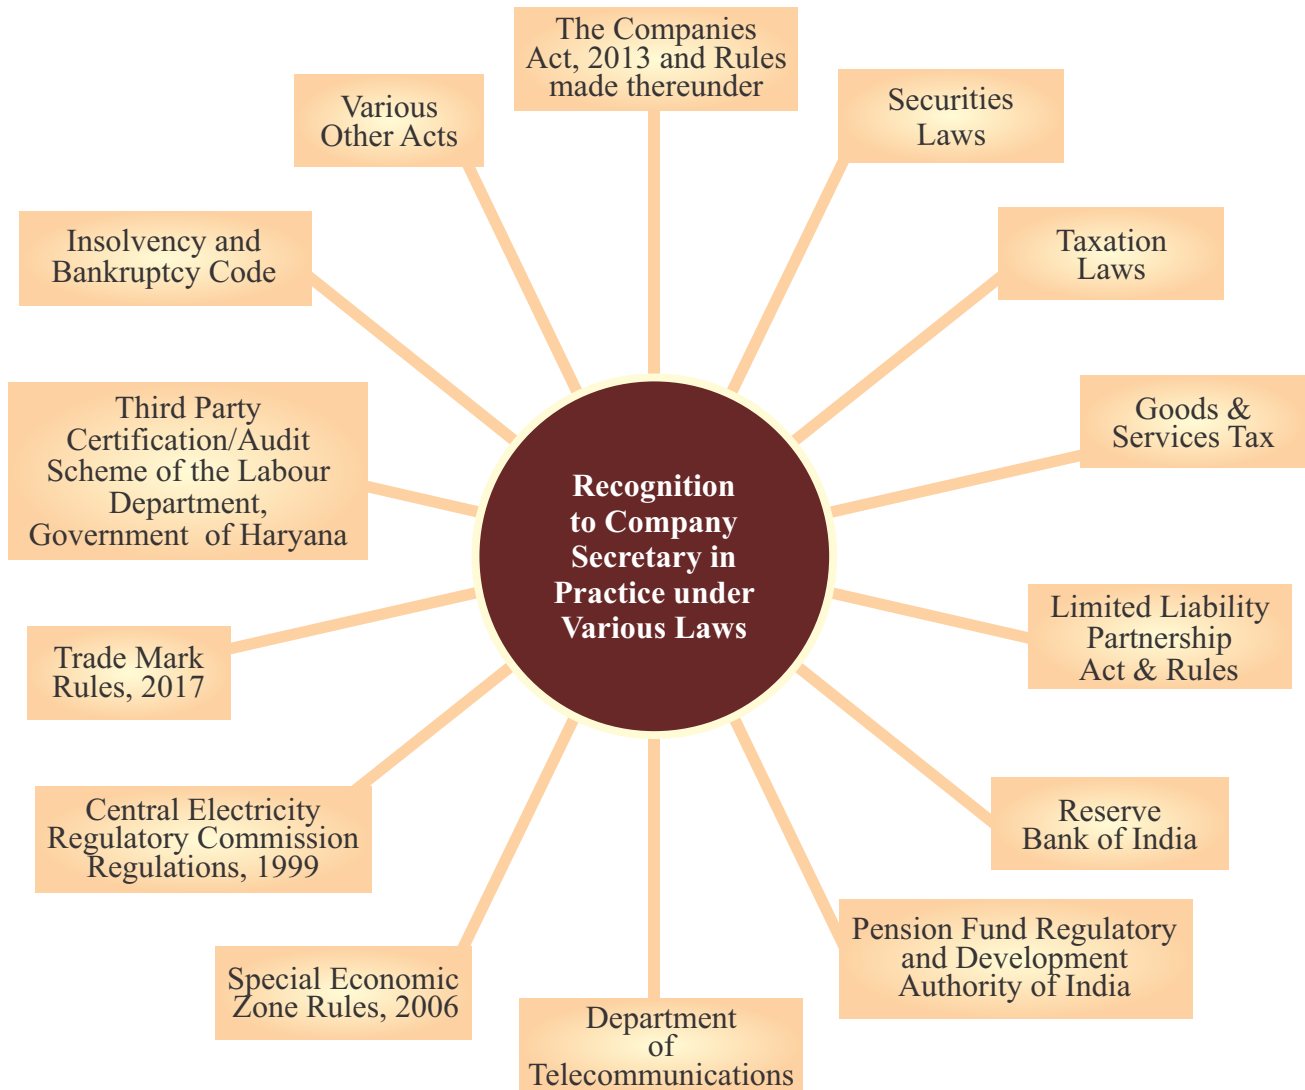 The Companies
Act, 2013 and Rules
made thereunder
Securities
Laws
Taxation
Laws
Goods &
Services Tax
Limited Liability
Partnership
Act & Rules
Reserve
Bank of India
Pension Fund Regulatory
and Development
Authority of India
Department
of
Telecommunications
Special Economic
Zone Rules, 2006
Central Electricity
Regulatory Commission
Regulations, 1999
Trade Mark
Rules, 2017
Third Party
Certification/Audit
Scheme of the Labour
Department,
Government of Haryana
Insolvency and
Bankruptcy Code
Various
Other Acts
Recognition
to Company
Secretary in
Practice under
Various Laws